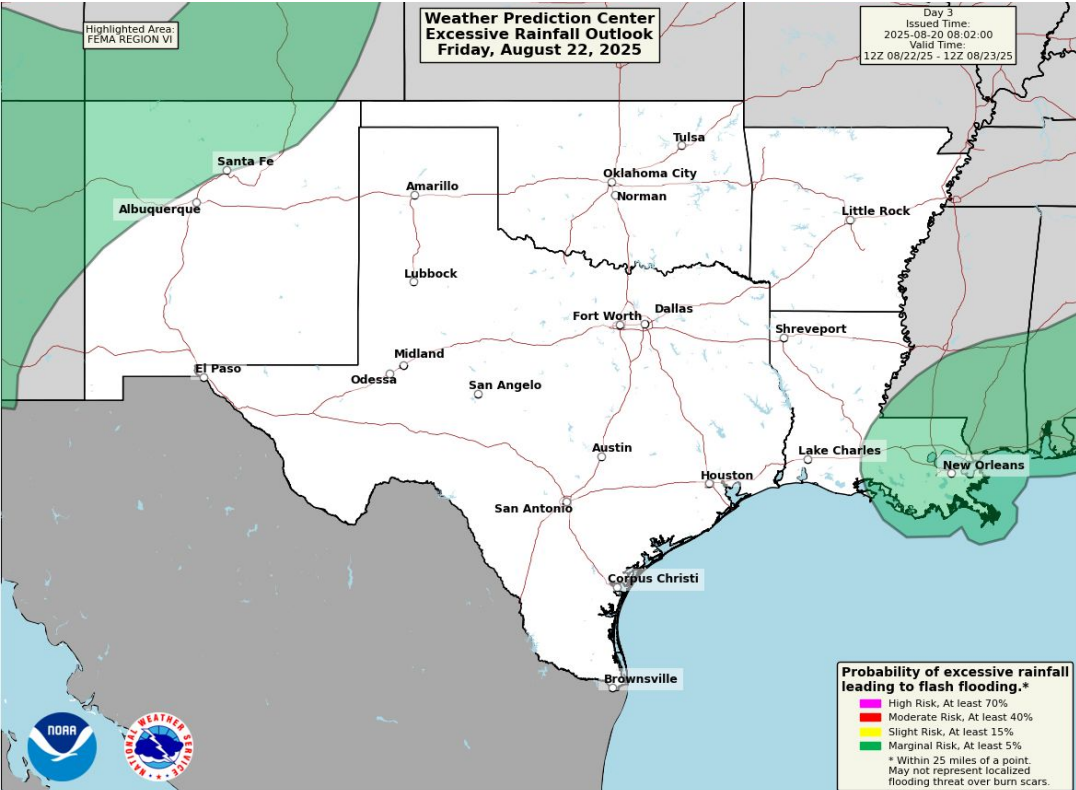 Highlighted Area:
FEMA REGION VI
Weather Prediction Center
Excessive Rainfall Outlook
Friday, August 22, 2025
Day 3
Issued Time:
2025-08-20 08:02:00
Valid Time:
12Z 08/22/25 - 12Z 08/23/25
Tulsa
Santa Fe
Oklahoma City
Amarillo
Norman
Albuquerque
Little Rock
Lubbock
Dallas
Fort Worth
Shreveport
Midland
El Paso
Odessa
San Angelo
Austin
Lake Charles
New Orleans
Houston
San Antonio
Corpus Christi
Brownsville
Probability of excessive rainfall
leading to flash flooding.*
High Risk, At least 70%
Moderate Risk, At least 40%
Slight Risk, At least 15%
Marginal Risk, At least 5%
* Within 25 miles of a point.
May not represent localized
flooding threat over burn scars.
NOAA
NATIONAL WEATHER SERVICE